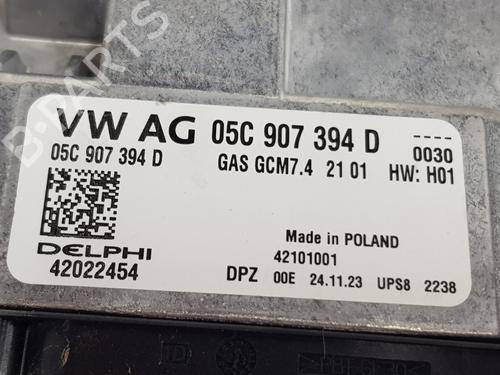 VW AG 05C 907 394 D ----
0030
05C 907 394 D GAS GCM7.4 21 01 HW: H01
DELPHI
42022454
Made in POLAND
42101001
DPZ 00E 24.11.23 UPS8 2238
B-PARTS